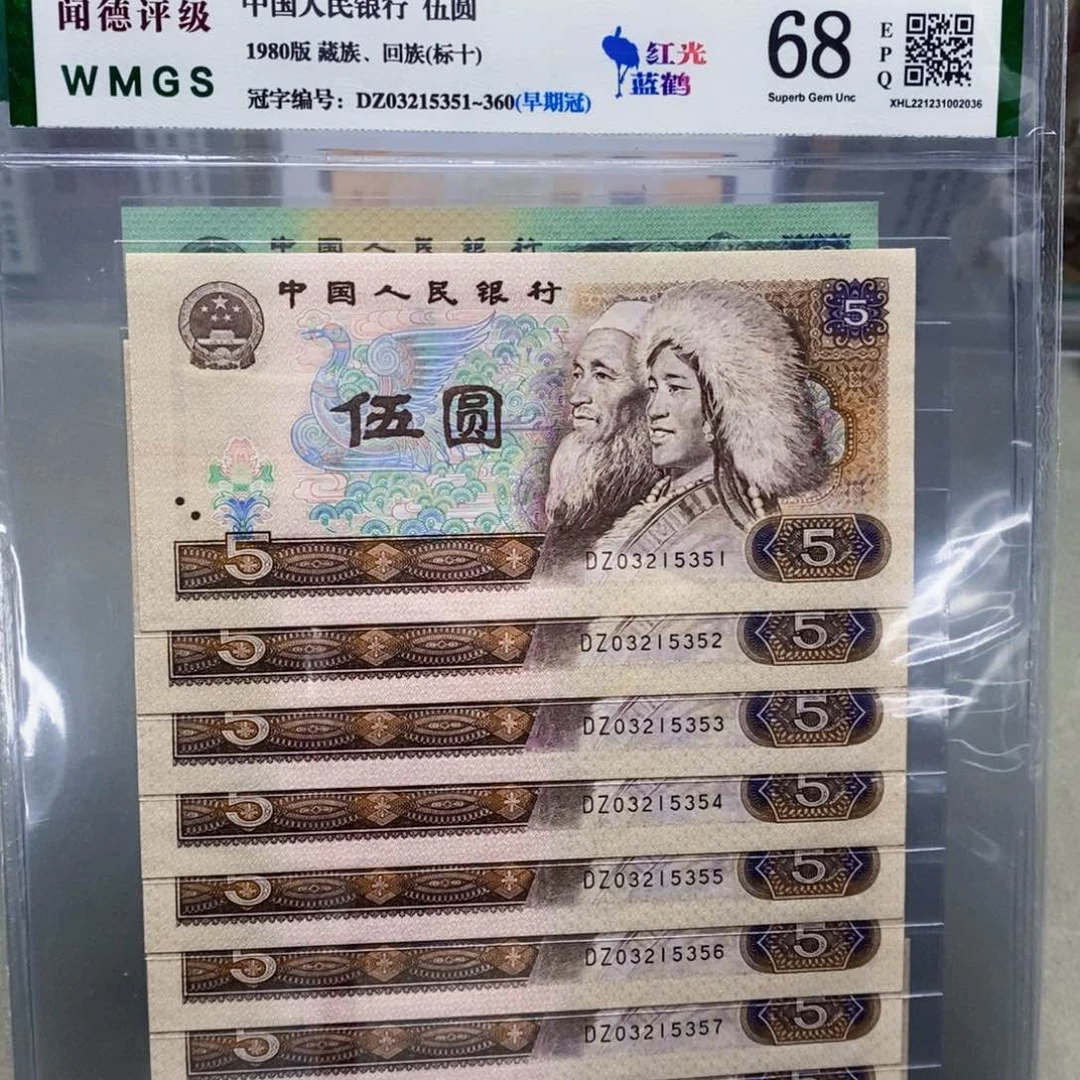 闻德评级
WMGS
中国人民银行 伍圆
1980版 藏族、回族(标十)
冠字编号：DZ03215351~360(早期冠)
红光
蓝鹤
68
Superb Gem Unc
EPQ
XHL221231002036
中国人民银行
中国人民银行
5
伍圆
5
DZ03215351
5
5
DZ03215352
5
5
DZ03215353
5
5
DZ03215354
5
5
DZ03215355
5
5
DZ03215356
5
5
DZ03215357
5